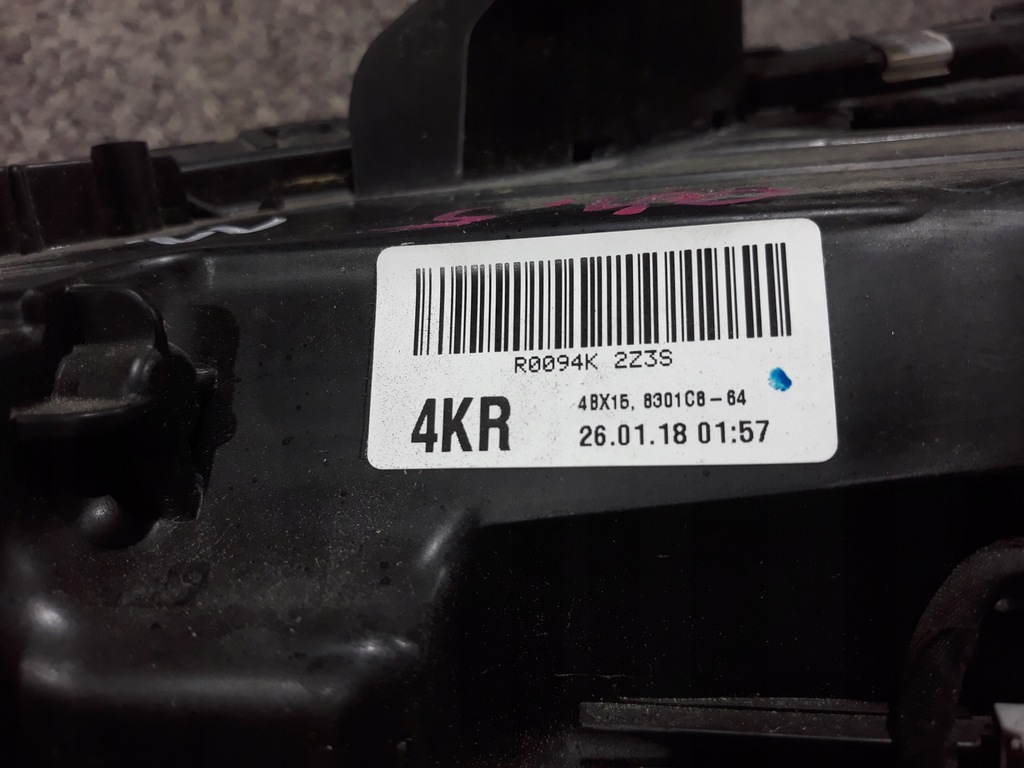 R0094K 2Z3S
4KR
4BX15, 8301C8-64
26.01.18 01:57